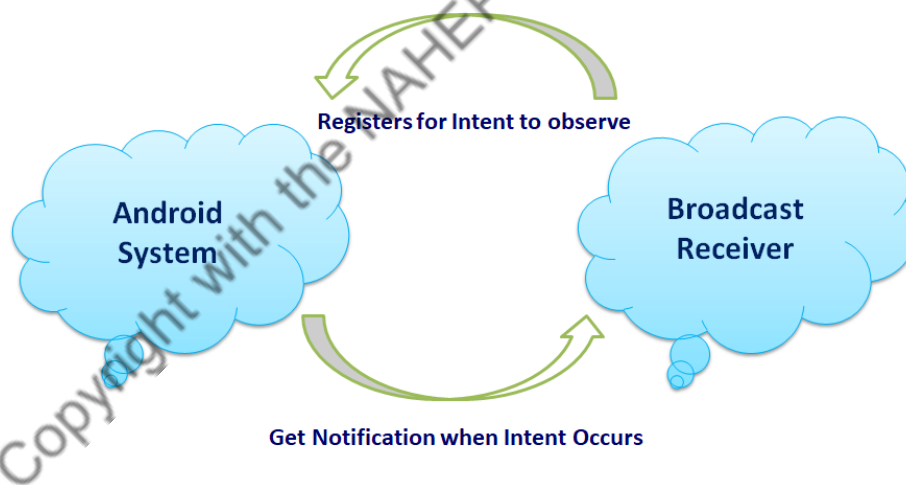 Registers for Intent to observe
Android
System
Broadcast
Receiver
Get Notification when Intent Occurs
Copyright with the